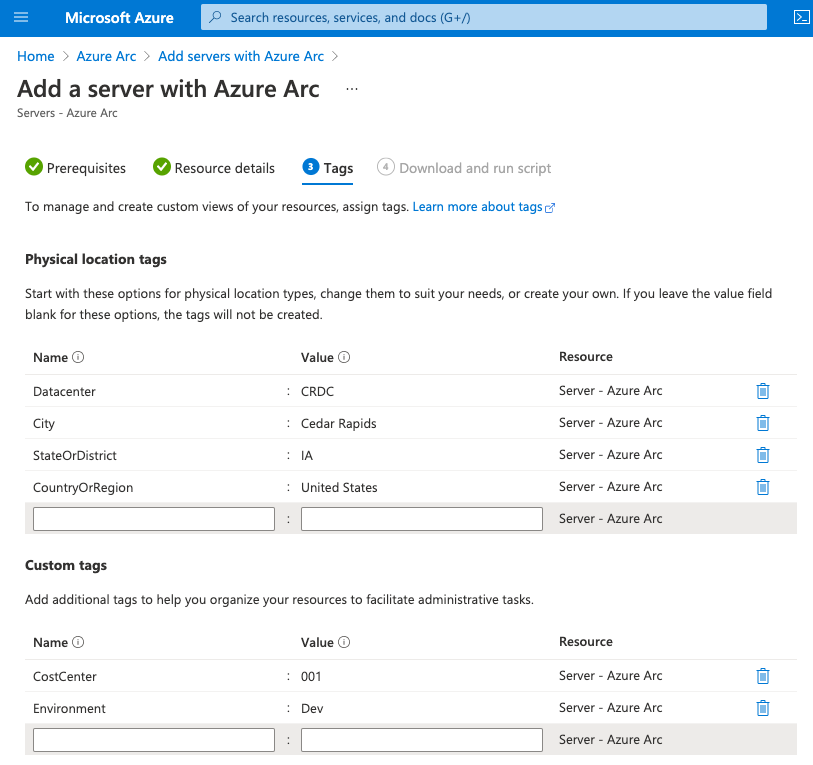 Microsoft Azure
Search resources, services, and docs (G+/)
Home > Azure Arc > Add servers with Azure Arc >
Add a server with Azure Arc ...
Servers - Azure Arc
Prerequisites
Resource details
3 Tags
4 Download and run script
To manage and create custom views of your resources, assign tags. Learn more about tags
Physical location tags
Start with these options for physical location types, change them to suit your needs, or create your own. If you leave the value field
blank for these options, the tags will not be created.
Name Value Resource
Datacenter : CRDC Server - Azure Arc
City : Cedar Rapids Server - Azure Arc
StateOrDistrict : IA Server - Azure Arc
CountryOrRegion : United States Server - Azure Arc
: Server - Azure Arc
Custom tags
Add additional tags to help you organize your resources to facilitate administrative tasks.
Name Value Resource
CostCenter : 001 Server - Azure Arc
Environment : Dev Server - Azure Arc
: Server - Azure Arc